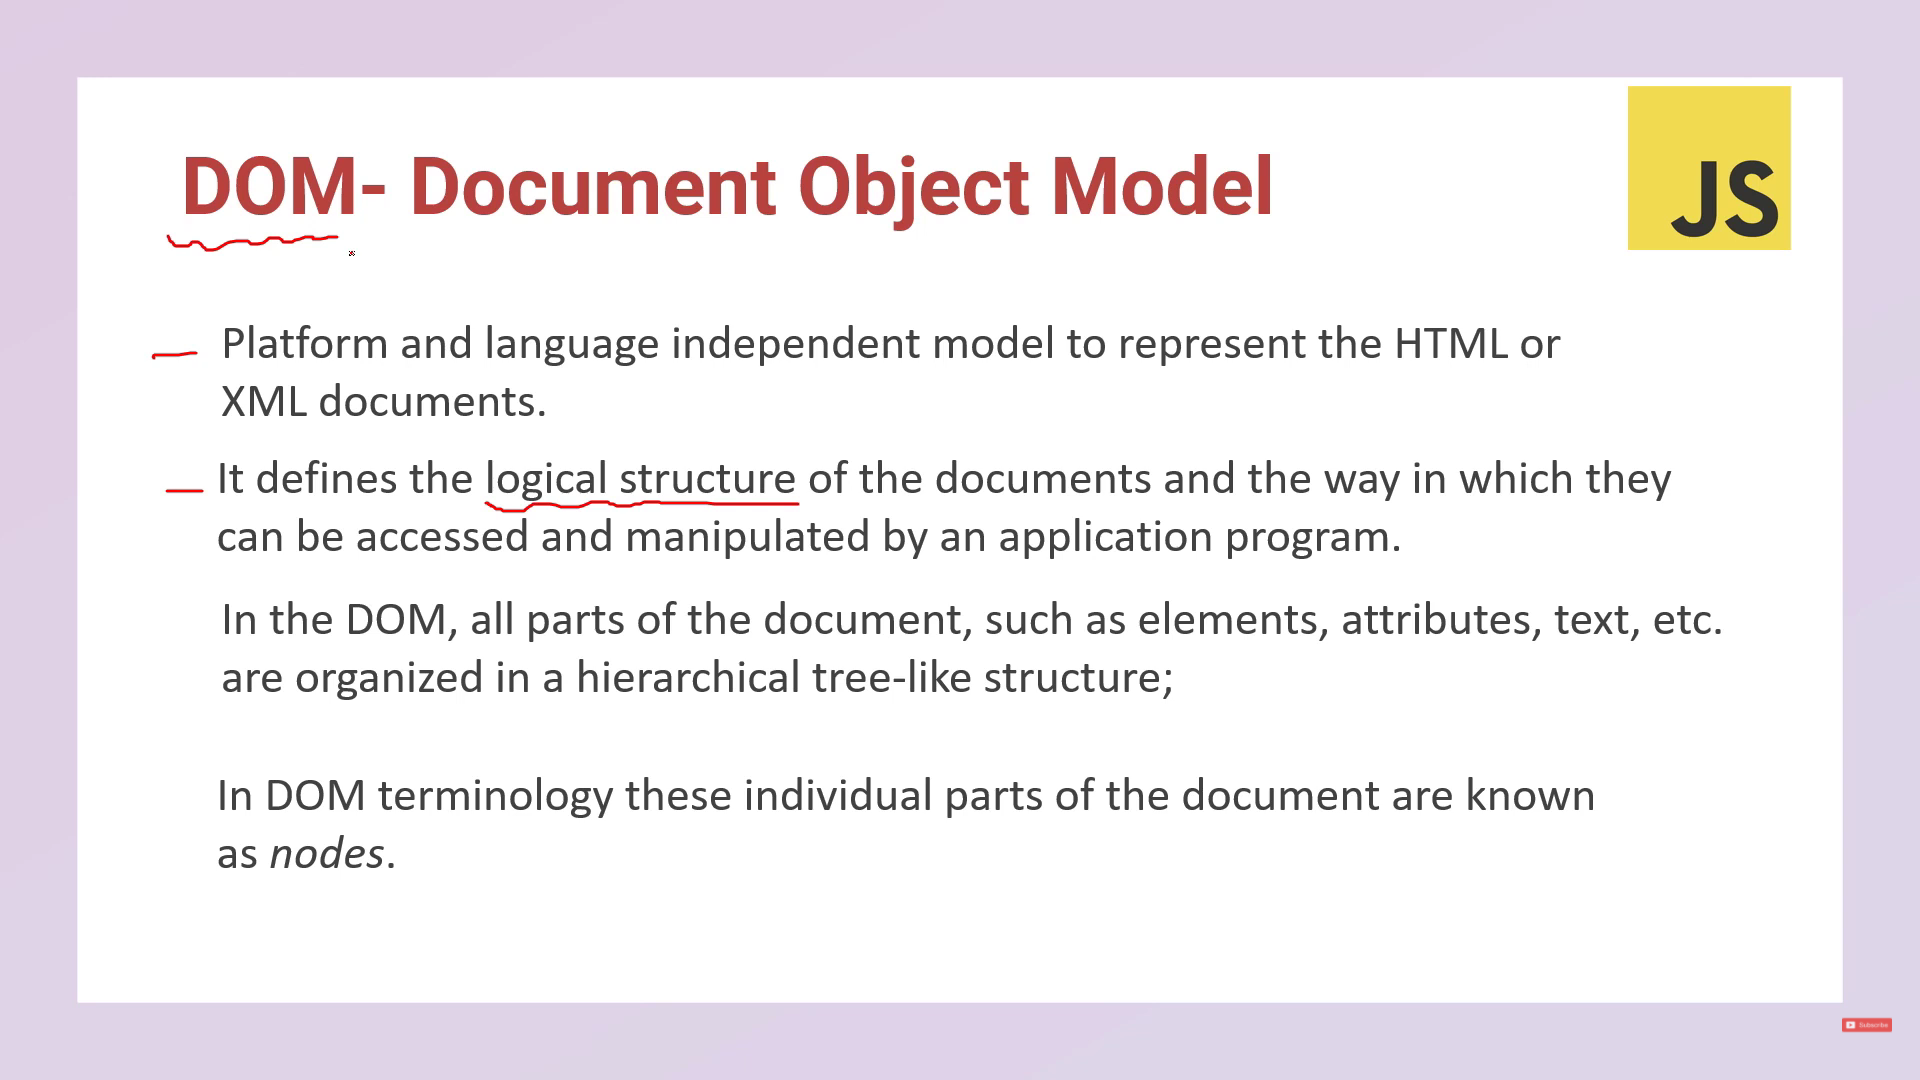 DOM- Document Object Model
JS
Platform and language independent model to represent the HTML or
XML documents.
It defines the logical structure of the documents and the way in which they
can be accessed and manipulated by an application program.
In the DOM, all parts of the document, such as elements, attributes, text, etc.
are organized in a hierarchical tree-like structure;
In DOM terminology these individual parts of the document are known
as nodes.
Subscribe